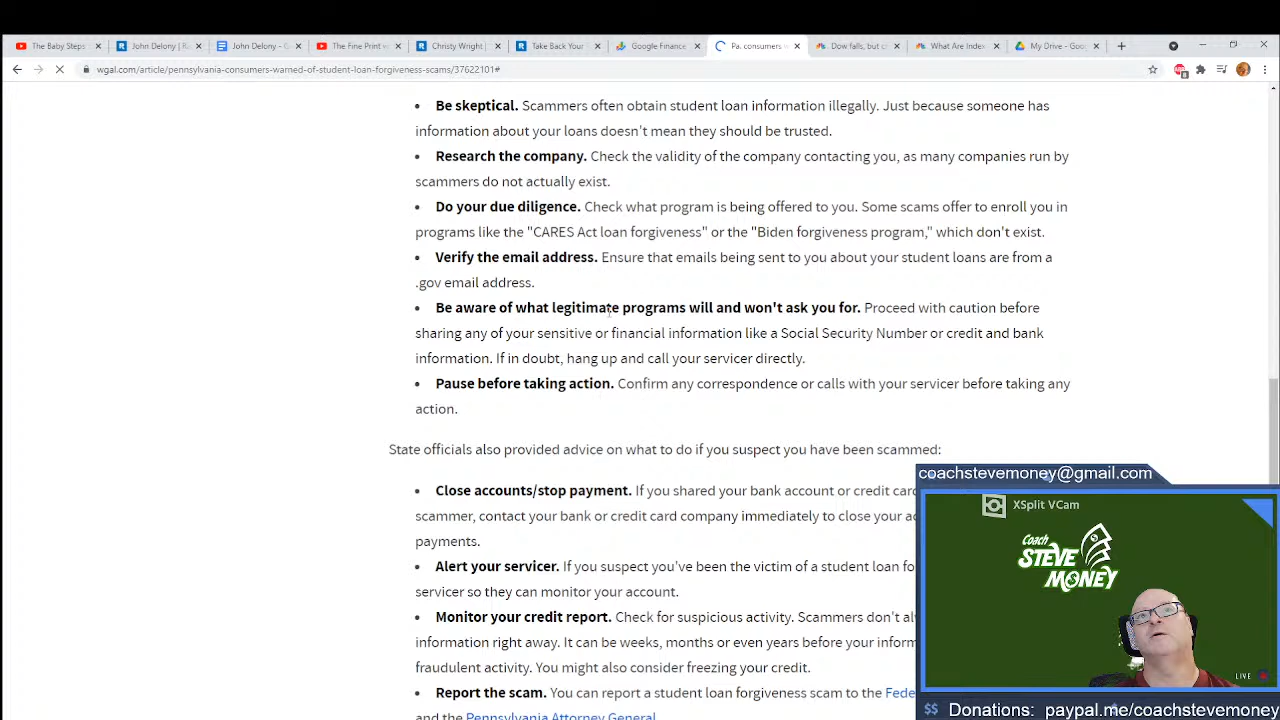 The Baby Steps
John Delony | R
John Delony - G
The Fine Print v
Christy Wright |
Take Back Your
Google Finance
Pa. consumers w
Dow falls, but c
What Are Index
My Drive - Goo
wgal.com/article/pennsylvania-consumers-warned-of-student-loan-forgiveness-scams/37622101#
• Be skeptical. Scammers often obtain student loan information illegally. Just because someone has
information about your loans doesn't mean they should be trusted.
• Research the company. Check the validity of the company contacting you, as many companies run by
scammers do not actually exist.
• Do your due diligence. Check what program is being offered to you. Some scams offer to enroll you in
programs like the "CARES Act loan forgiveness" or the "Biden forgiveness program," which don't exist.
• Verify the email address. Ensure that emails being sent to you about your student loans are from a
.gov email address.
• Be aware of what legitimate programs will and won't ask you for. Proceed with caution before
sharing any of your sensitive or financial information like a Social Security Number or credit and bank
information. If in doubt, hang up and call your servicer directly.
• Pause before taking action. Confirm any correspondence or calls with your servicer before taking any
action.
State officials also provided advice on what to do if you suspect you have been scammed:
• Close accounts/stop payment. If you shared your bank account or credit car
scammer, contact your bank or credit card company immediately to close your a
payments.
• Alert your servicer. If you suspect you've been the victim of a student loan fo
servicer so they can monitor your account.
• Monitor your credit report. Check for suspicious activity. Scammers don't al
information right away. It can be weeks, months or even years before your inform
fraudulent activity. You might also consider freezing your credit.
• Report the scam. You can report a student loan forgiveness scam to the Fede
and the Pennsylvania Attorney General.
coachstevemoney@gmail.com
XSplit VCam
Coach
STEVE
MONEY
LIVE
$$ Donations: paypal.me/coachstevemoney